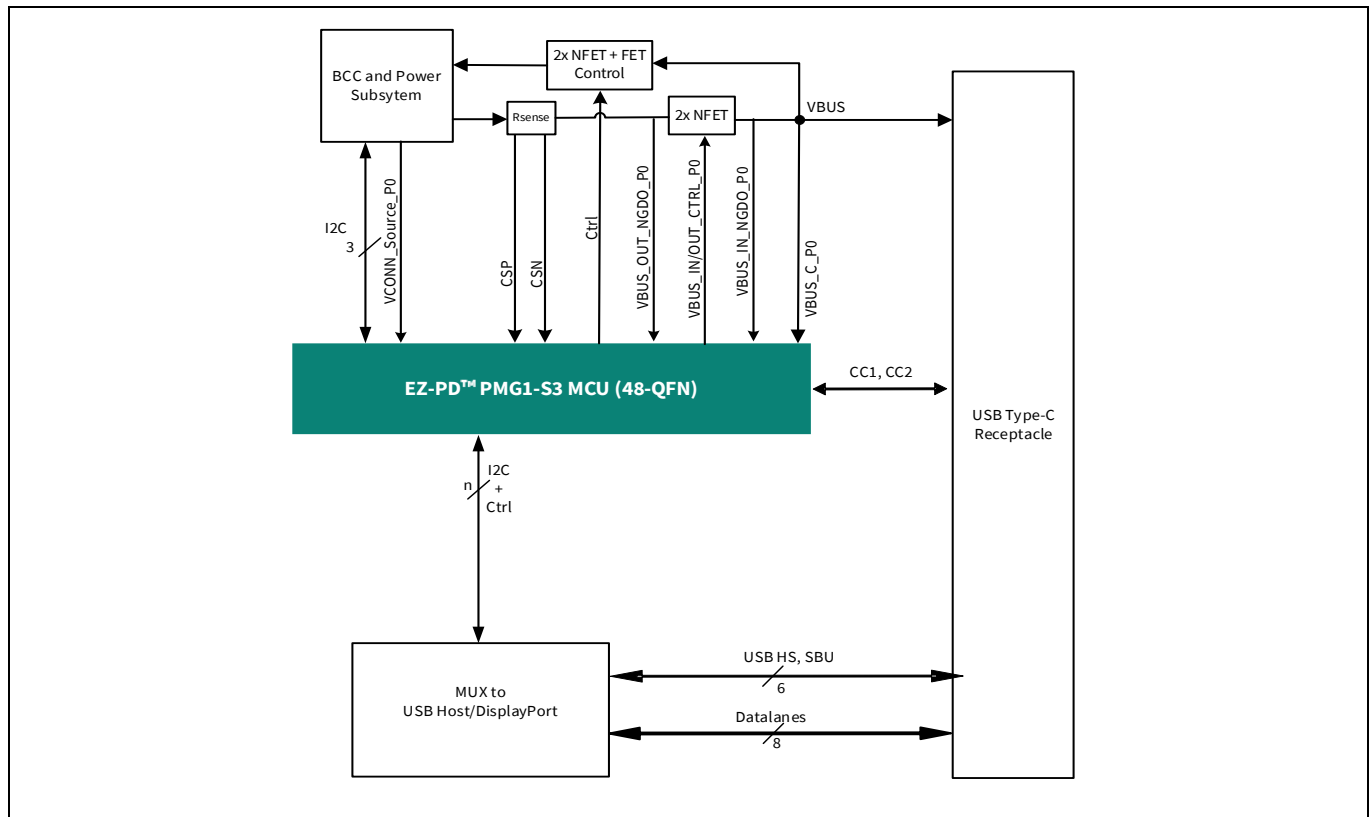 2x NFET + FET
Control
BCC and Power
Subsytem
Rsense
2x NFET
VBUS
I2C
3
VCONN_Source_P0
CSP
CSN
Ctrl
VBUS_OUT_NGDO_P0
VBUS_IN/OUT_CTRL_P0
VBUS_IN_NGDO_P0
VBUS_C_P0
EZ-PD™ PMG1-S3 MCU (48-QFN)
CC1, CC2
USB Type-C
Receptacle
n
I2C
+
Ctrl
MUX to
USB Host/DisplayPort
USB HS, SBU
6
Datalanes
8